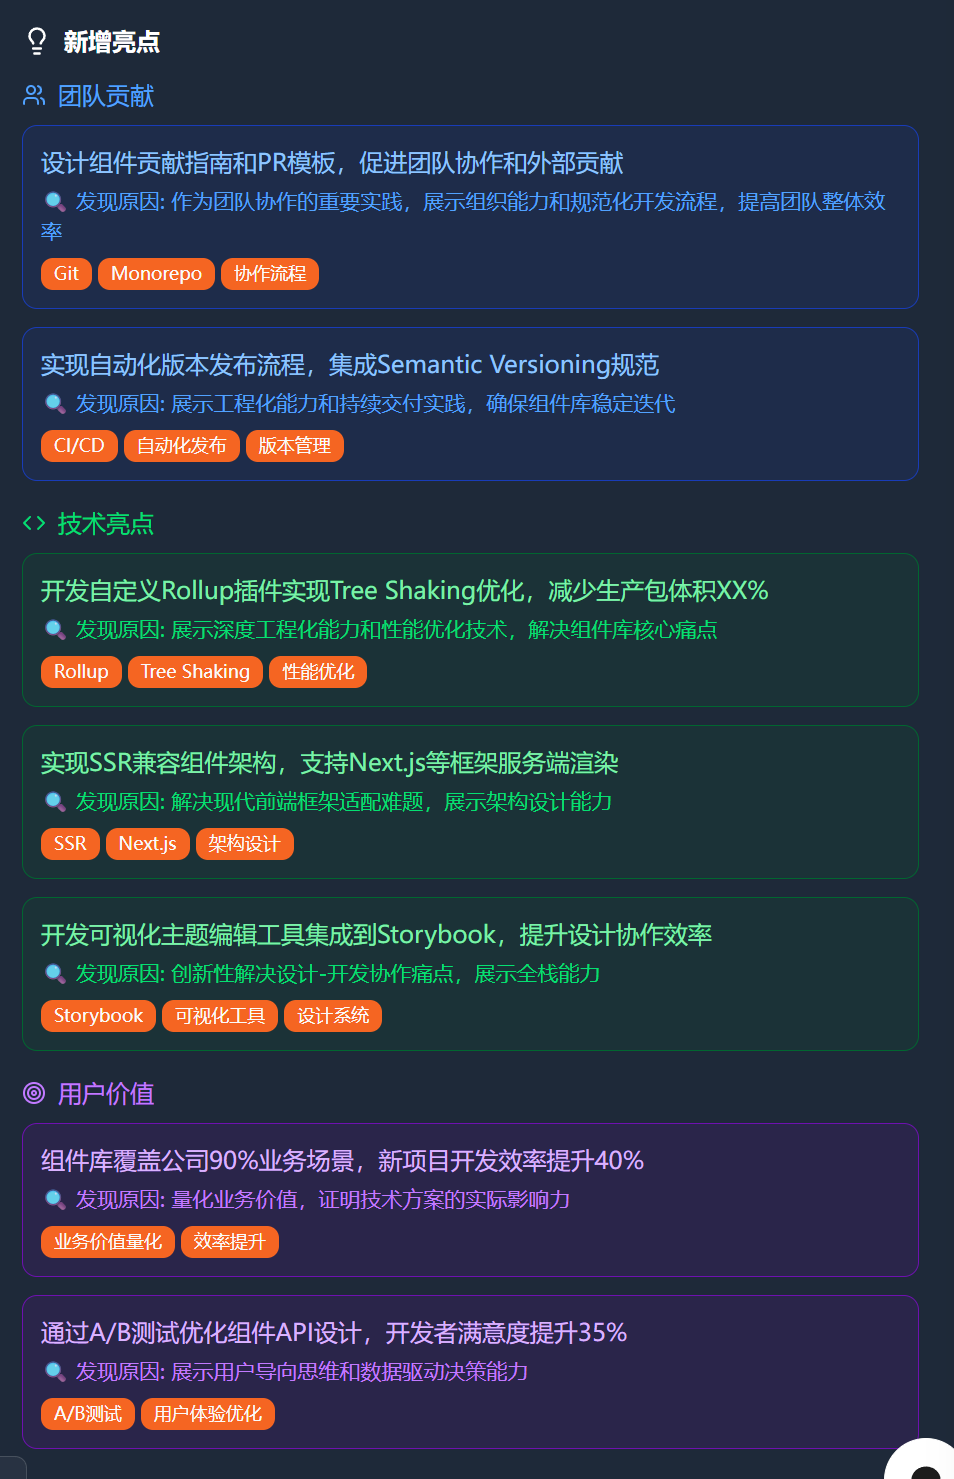 新增亮点
团队贡献
设计组件贡献指南和PR模板，促进团队协作和外部贡献
发现原因: 作为团队协作的重要实践，展示组织能力和规范化开发流程，提高团队整体效
率
Git Monorepo 协作流程
实现自动化版本发布流程，集成Semantic Versioning规范
发现原因: 展示工程化能力和持续交付实践，确保组件库稳定迭代
CI/CD 自动化发布 版本管理
技术亮点
开发自定义Rollup插件实现Tree Shaking优化，减少生产包体积XX%
发现原因: 展示深度工程化能力和性能优化技术，解决组件库核心痛点
Rollup Tree Shaking 性能优化
实现SSR兼容组件架构，支持Next.js等框架服务端渲染
发现原因: 解决现代前端框架适配难题，展示架构设计能力
SSR Next.js 架构设计
开发可视化主题编辑工具集成到Storybook，提升设计协作效率
发现原因: 创新性解决设计-开发协作痛点，展示全栈能力
Storybook 可视化工具 设计系统
用户价值
组件库覆盖公司90%业务场景，新项目开发效率提升40%
发现原因: 量化业务价值，证明技术方案的实际影响力
业务价值量化 效率提升
通过A/B测试优化组件API设计，开发者满意度提升35%
发现原因: 展示用户导向思维和数据驱动决策能力
A/B测试 用户体验优化